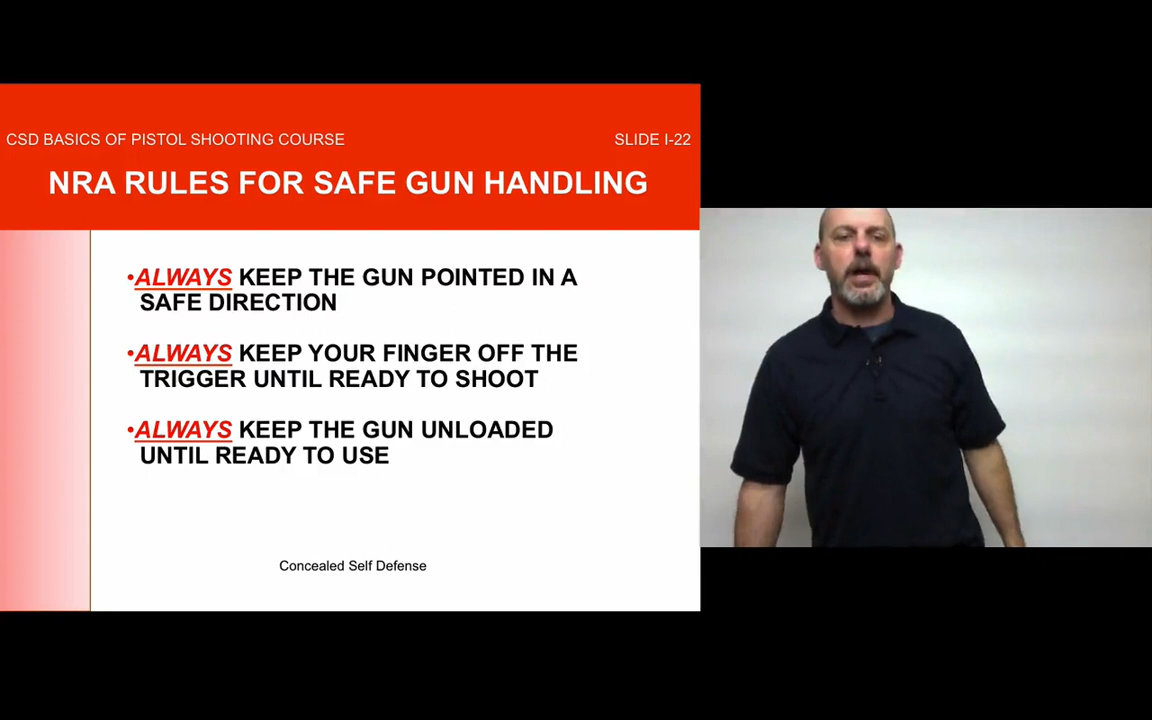 CSD BASICS OF PISTOL SHOOTING COURSE
SLIDE I-22
NRA RULES FOR SAFE GUN HANDLING
•ALWAYS KEEP THE GUN POINTED IN A
SAFE DIRECTION
•ALWAYS KEEP YOUR FINGER OFF THE
TRIGGER UNTIL READY TO SHOOT
•ALWAYS KEEP THE GUN UNLOADED
UNTIL READY TO USE
Concealed Self Defense